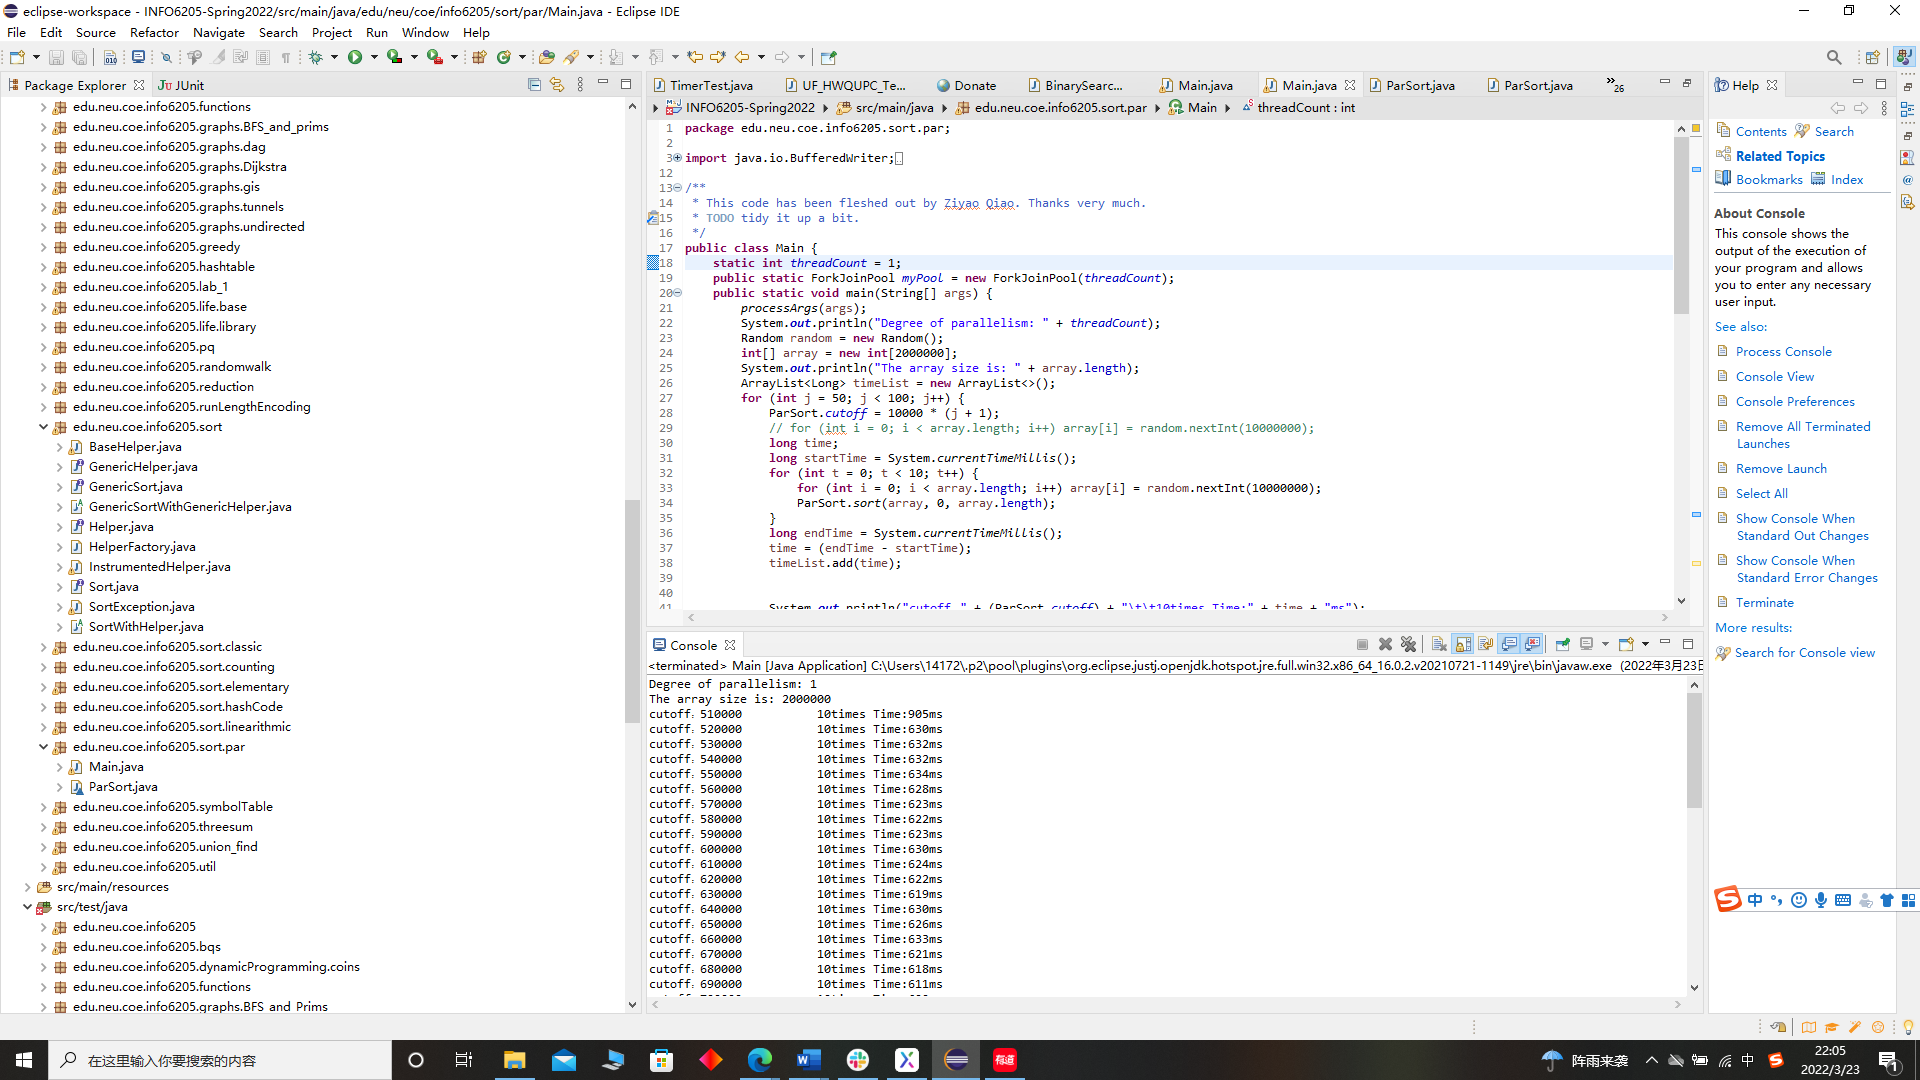 eclipse-workspace - INFO6205-Spring2022/src/main/java/edu/neu/coe/info6205/sort/par/Main.java - Eclipse IDE
File Edit Source Refactor Navigate Search Project Run Window Help
Package Explorer JUnit
edu.neu.coe.info6205.functions
edu.neu.coe.info6205.graphs.BFS_and_prims
edu.neu.coe.info6205.graphs.dag
edu.neu.coe.info6205.graphs.Dijkstra
edu.neu.coe.info6205.graphs.gis
edu.neu.coe.info6205.graphs.tunnels
edu.neu.coe.info6205.graphs.undirected
edu.neu.coe.info6205.greedy
edu.neu.coe.info6205.hashtable
edu.neu.coe.info6205.lab_1
edu.neu.coe.info6205.life.base
edu.neu.coe.info6205.life.library
edu.neu.coe.info6205.pq
edu.neu.coe.info6205.randomwalk
edu.neu.coe.info6205.reduction
edu.neu.coe.info6205.runLengthEncoding
edu.neu.coe.info6205.sort
BaseHelper.java
GenericHelper.java
GenericSort.java
GenericSortWithGenericHelper.java
Helper.java
HelperFactory.java
InstrumentedHelper.java
Sort.java
SortException.java
SortWithHelper.java
edu.neu.coe.info6205.sort.classic
edu.neu.coe.info6205.sort.counting
edu.neu.coe.info6205.sort.elementary
edu.neu.coe.info6205.sort.hashCode
edu.neu.coe.info6205.sort.linearithmic
edu.neu.coe.info6205.sort.par
Main.java
ParSort.java
edu.neu.coe.info6205.symbolTable
edu.neu.coe.info6205.threesum
edu.neu.coe.info6205.union_find
edu.neu.coe.info6205.util
src/main/resources
src/test/java
edu.neu.coe.info6205
edu.neu.coe.info6205.bqs
edu.neu.coe.info6205.dynamicProgramming.coins
edu.neu.coe.info6205.functions
edu.neu.coe.info6205.graphs.BFS_and_Prims
TimerTest.java UF_HWQUPC_Te... Donate BinarySearc... Main.java Main.java ParSort.java ParSort.java »26
INFO6205-Spring2022 src/main/java edu.neu.coe.info6205.sort.par Main threadCount : int
1 package edu.neu.coe.info6205.sort.par;
2
3 import java.io.BufferedWriter;
12
13 /**
14 * This code has been fleshed out by Ziyao Qiao. Thanks very much.
15 * TODO tidy it up a bit.
16 */
17 public class Main {
18 static int threadCount = 1;
19 public static ForkJoinPool myPool = new ForkJoinPool(threadCount);
20 public static void main(String[] args) {
21 processArgs(args);
22 System.out.println("Degree of parallelism: " + threadCount);
23 Random random = new Random();
24 int[] array = new int[2000000];
25 System.out.println("The array size is: " + array.length);
26 ArrayList<Long> timeList = new ArrayList<>();
27 for (int j = 50; j < 100; j++) {
28 ParSort.cutoff = 10000 * (j + 1);
29 // for (int i = 0; i < array.length; i++) array[i] = random.nextInt(10000000);
30 long time;
31 long startTime = System.currentTimeMillis();
32 for (int t = 0; t < 10; t++) {
33 for (int i = 0; i < array.length; i++) array[i] = random.nextInt(10000000);
34 ParSort.sort(array, 0, array.length);
35 }
36 long endTime = System.currentTimeMillis();
37 time = (endTime - startTime);
38 timeList.add(time);
39
40
41 System.out.println("cutoff：" + (ParSort.cutoff) + "\t\t10times Time:" + time + "ms");
Console
<terminated> Main [Java Application] C:\Users\14172\.p2\pool\plugins\org.eclipse.justj.openjdk.hotspot.jre.full.win32.x86_64_16.0.2.v20210721-1149\jre\bin\javaw.exe (2022年3月23日
Degree of parallelism: 1
The array size is: 2000000
cutoff：510000 10times Time:905ms
cutoff：520000 10times Time:630ms
cutoff：530000 10times Time:632ms
cutoff：540000 10times Time:632ms
cutoff：550000 10times Time:634ms
cutoff：560000 10times Time:628ms
cutoff：570000 10times Time:623ms
cutoff：580000 10times Time:622ms
cutoff：590000 10times Time:623ms
cutoff：600000 10times Time:630ms
cutoff：610000 10times Time:624ms
cutoff：620000 10times Time:622ms
cutoff：630000 10times Time:619ms
cutoff：640000 10times Time:630ms
cutoff：650000 10times Time:626ms
cutoff：660000 10times Time:633ms
cutoff：670000 10times Time:621ms
cutoff：680000 10times Time:618ms
cutoff：690000 10times Time:611ms
Help
Contents Search
Related Topics
Bookmarks Index
About Console
This console shows the
output of the execution of
your program and allows
you to enter any necessary
user input.
See also:
Process Console
Console View
Console Preferences
Remove All Terminated
Launches
Remove Launch
Select All
Show Console When
Standard Out Changes
Show Console When
Standard Error Changes
Terminate
More results:
Search for Console view
中
在这里输入你要搜索的内容
有道
阵雨来袭
中
22:05
2022/3/23
1